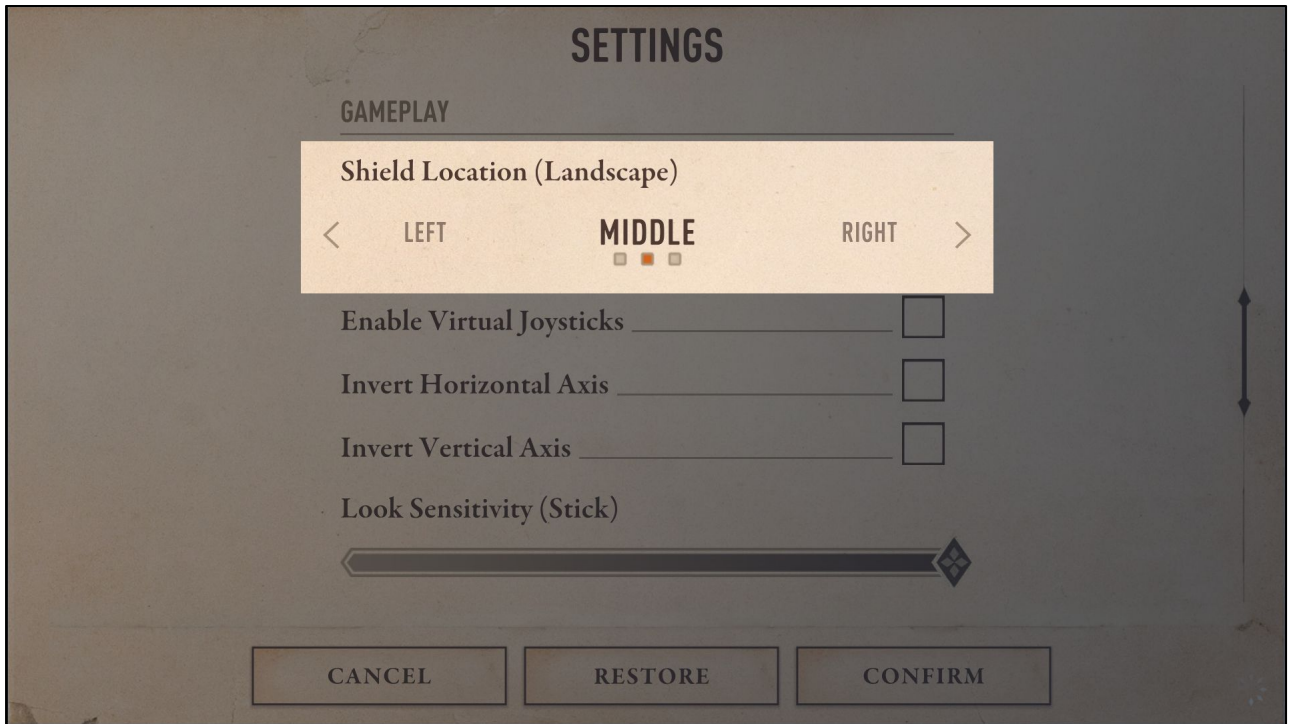 SETTINGS
GAMEPLAY
Shield Location (Landscape)
LEFT MIDDLE RIGHT
Enable Virtual Joysticks
Invert Horizontal Axis
Invert Vertical Axis
Look Sensitivity (Stick)
CANCEL RESTORE CONFIRM